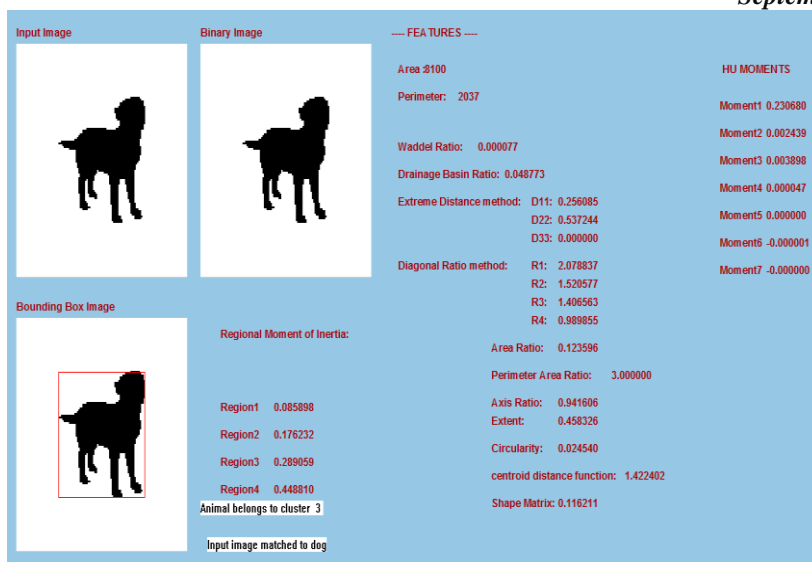 Septem
Input Image
Binary Image
---- FEATURES ----
Area :8100
Perimeter: 2037
Waddel Ratio: 0.000077
Drainage Basin Ratio: 0.048773
Extreme Distance method: D11: 0.256085
D22: 0.537244
D33: 0.000000
Diagonal Ratio method: R1: 2.078837
R2: 1.520577
R3: 1.406563
R4: 0.989855
Area Ratio: 0.123596
Perimeter Area Ratio: 3.000000
Axis Ratio: 0.941606
Extent: 0.458326
Circularity: 0.024540
centroid distance function: 1.422402
Shape Matrix: 0.116211
HU MOMENTS
Moment1 0.230680
Moment2 0.002439
Moment3 0.003898
Moment4 0.000047
Moment5 0.000000
Moment6 -0.000001
Moment7 -0.000000
Bounding Box Image
Regional Moment of Inertia:
Region1 0.085898
Region2 0.176232
Region3 0.289059
Region4 0.448810
Animal belongs to cluster 3
Input image matched to dog